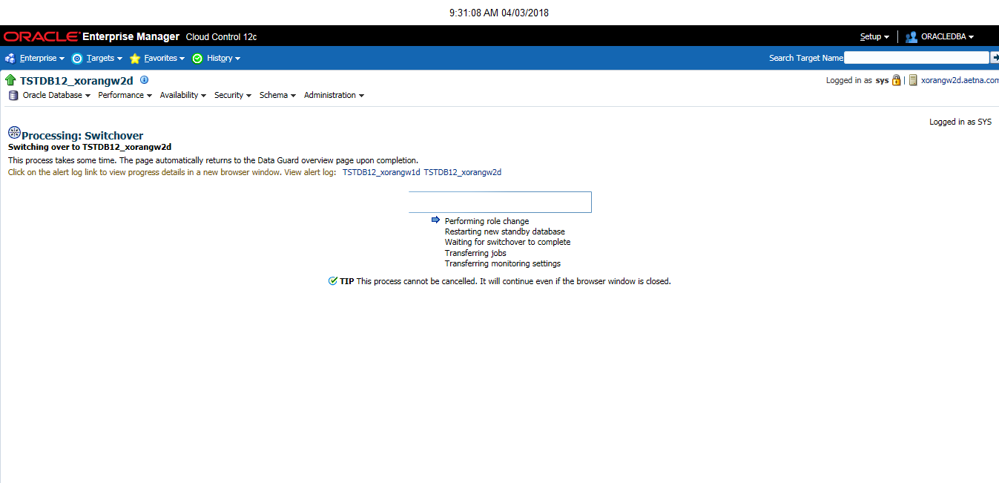 9:31:08 AM 04/03/2018
ORACLE Enterprise Manager Cloud Control 12c Setup ORACLEDBA
Enterprise Targets Favorites History Search Target Name
TSTDB12_xorangw2d Logged in as sys xorangw2d.aetna.com
Oracle Database Performance Availability Security Schema Administration
Logged in as SYS
Processing: Switchover
Switching over to TSTDB12_xorangw2d
This process takes some time. The page automatically returns to the Data Guard overview page upon completion.
Click on the alert log link to view progress details in a new browser window. View alert log: TSTDB12_xorangw1d TSTDB12_xorangw2d
Performing role change
Restarting new standby database
Waiting for switchover to complete
Transferring jobs
Transferring monitoring settings
TIP This process cannot be cancelled. It will continue even if the browser window is closed.